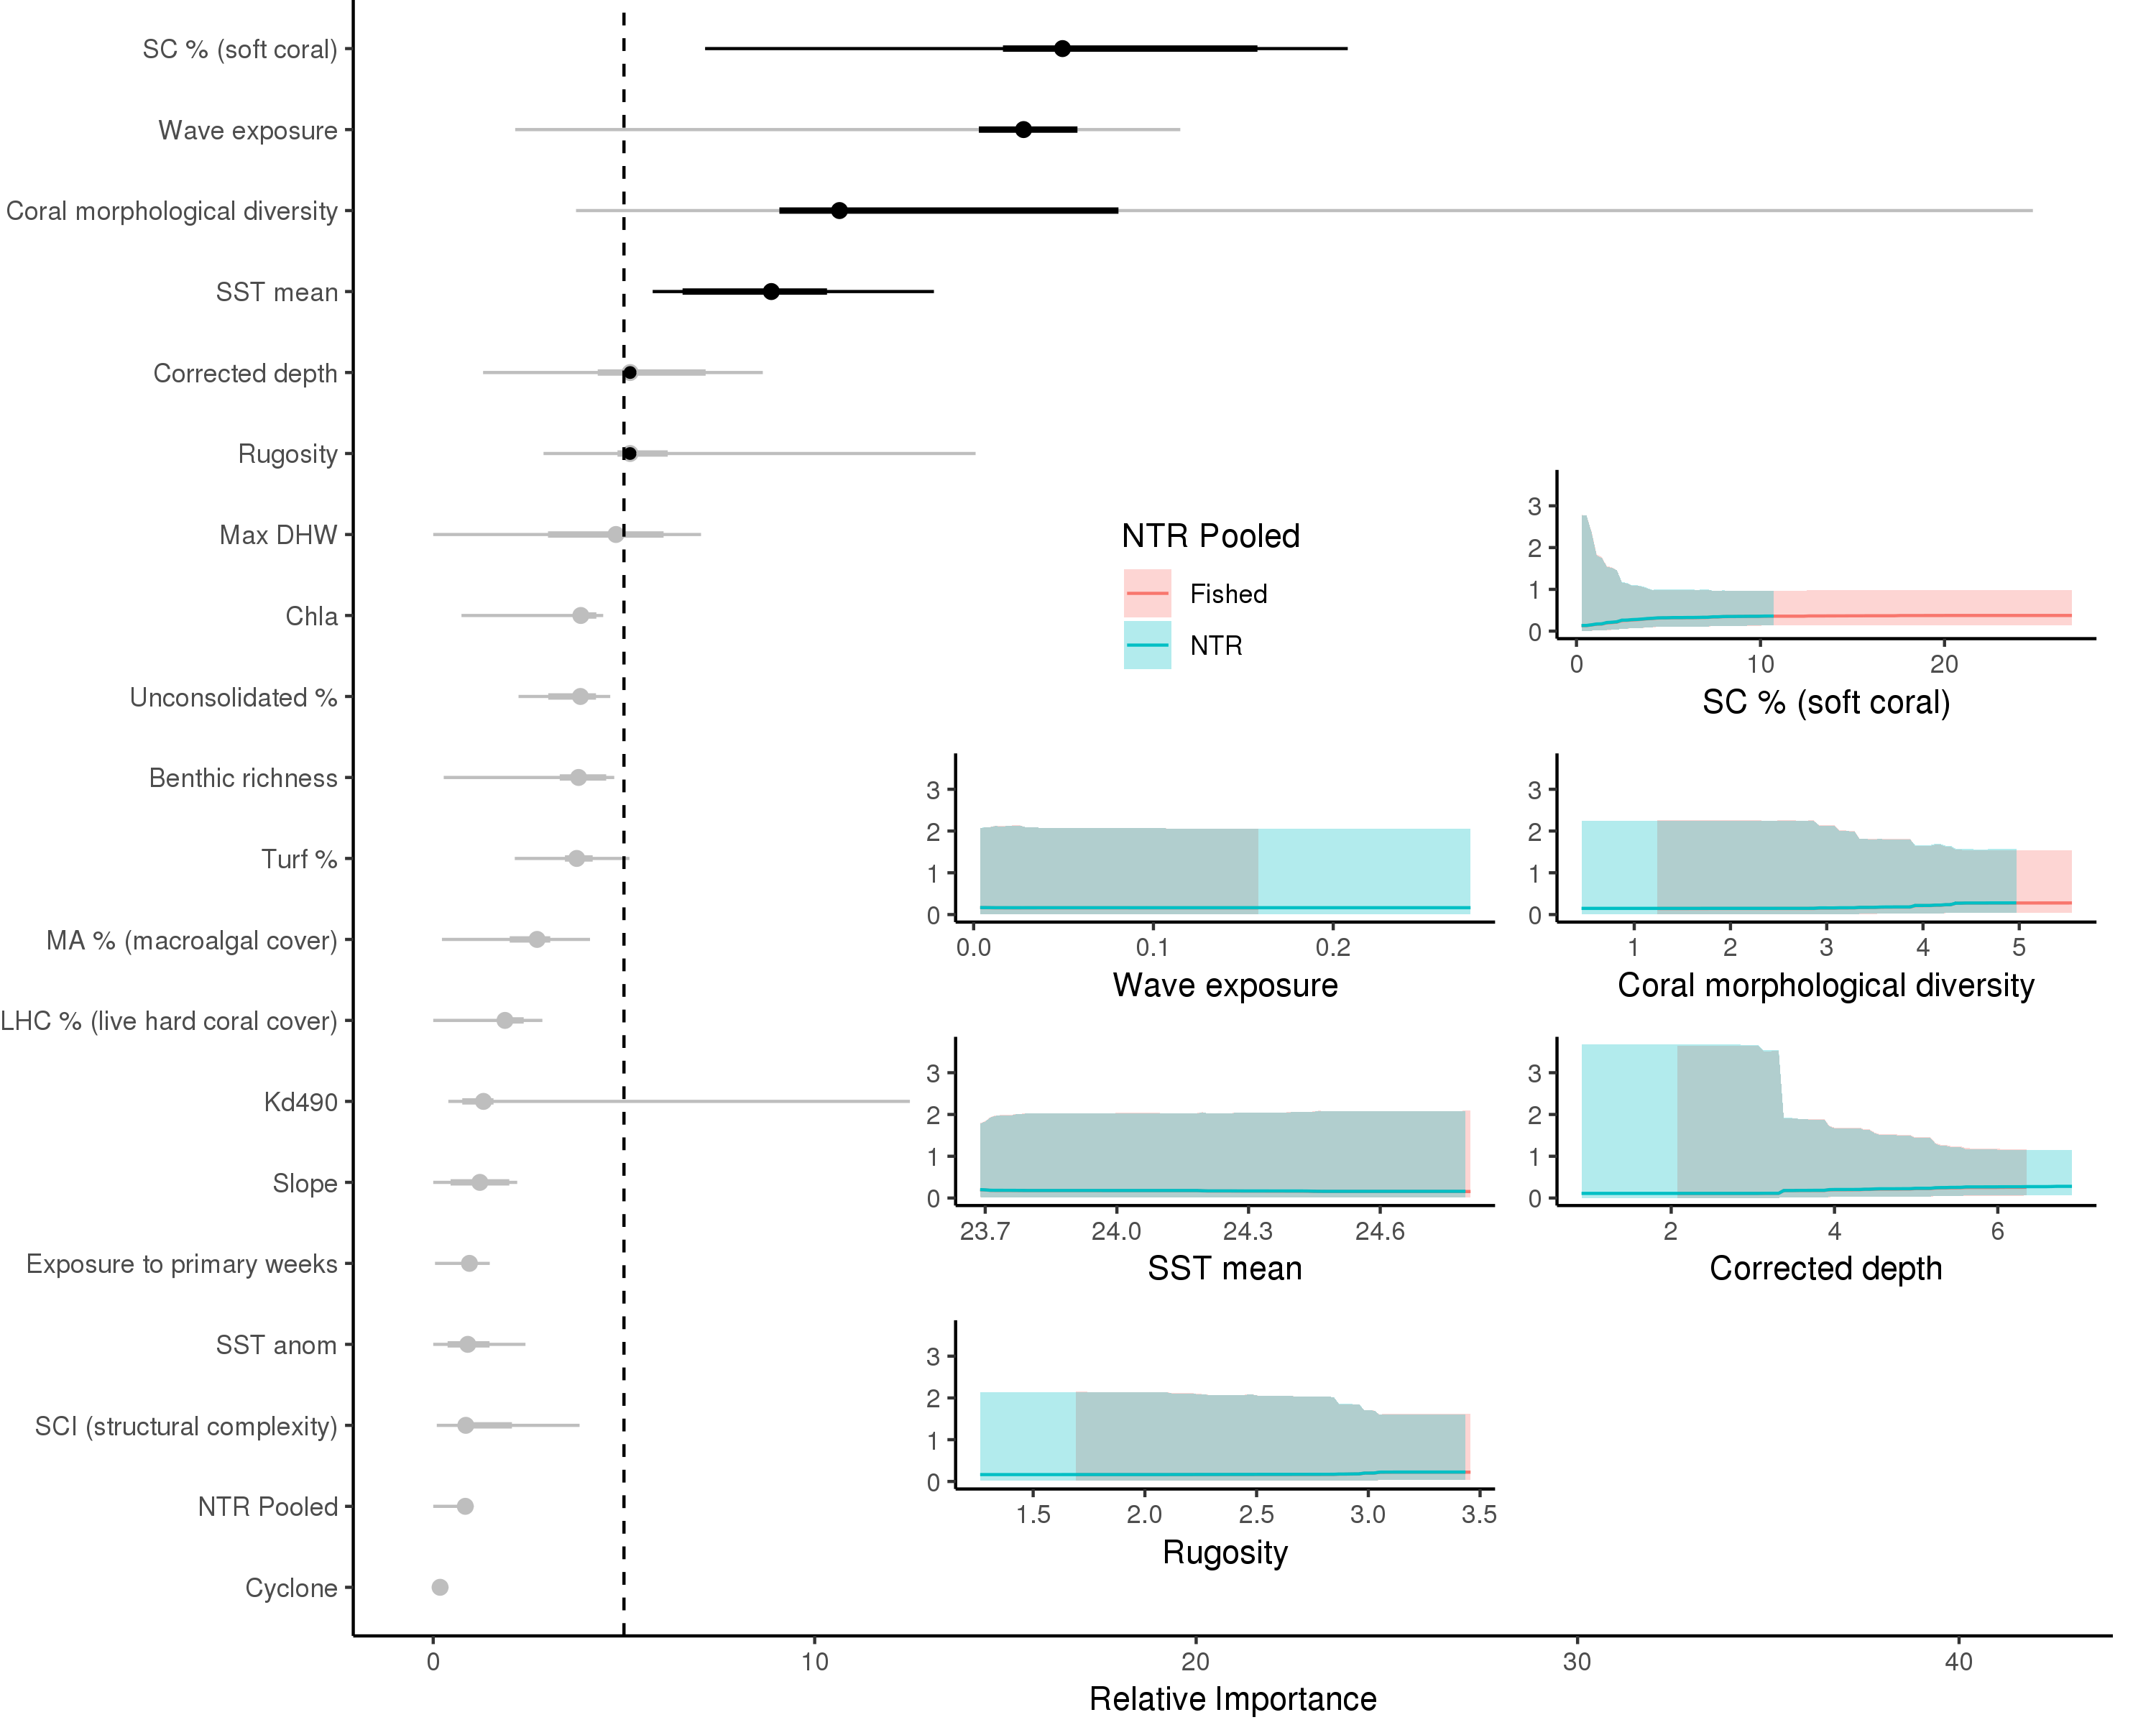 SC % (soft coral)
Wave exposure
Coral morphological diversity
SST mean
Corrected depth
Rugosity
Max DHW
Chla
Unconsolidated %
Benthic richness
Turf %
MA % (macroalgal cover)
LHC % (live hard coral cover)
Kd490
Slope
Exposure to primary weeks
SST anom
SCI (structural complexity)
NTR Pooled
Cyclone
0 10 20 30 40
Relative Importance
NTR Pooled
Fished
NTR
3
2
1
0
0 10 20
SC % (soft coral)
3
2
1
0
0.0 0.1 0.2
Wave exposure
3
2
1
0
1 2 3 4 5
Coral morphological diversity
3
2
1
0
23.7 24.0 24.3 24.6
SST mean
3
2
1
0
2 4 6
Corrected depth
3
2
1
0
1.5 2.0 2.5 3.0 3.5
Rugosity